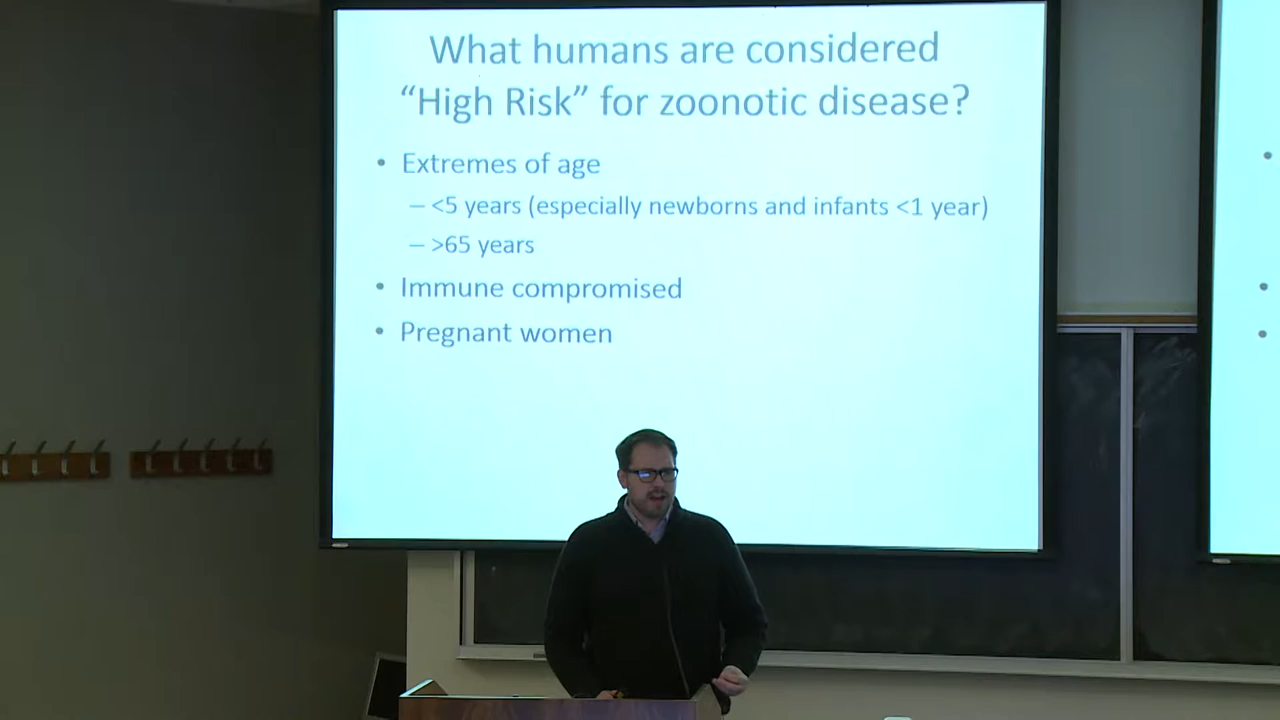 What humans are considered
“High Risk” for zoonotic disease?
• Extremes of age
– <5 years (especially newborns and infants <1 year)
– >65 years
• Immune compromised
• Pregnant women